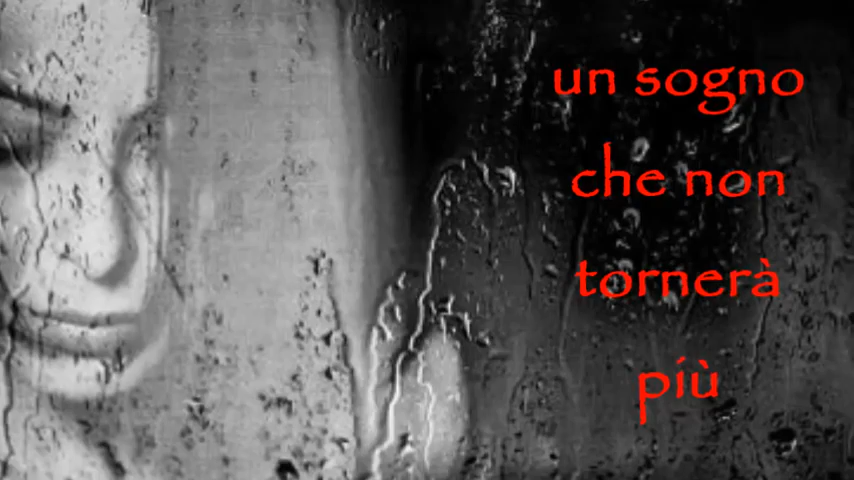 un sogno
che non
tornerà
più